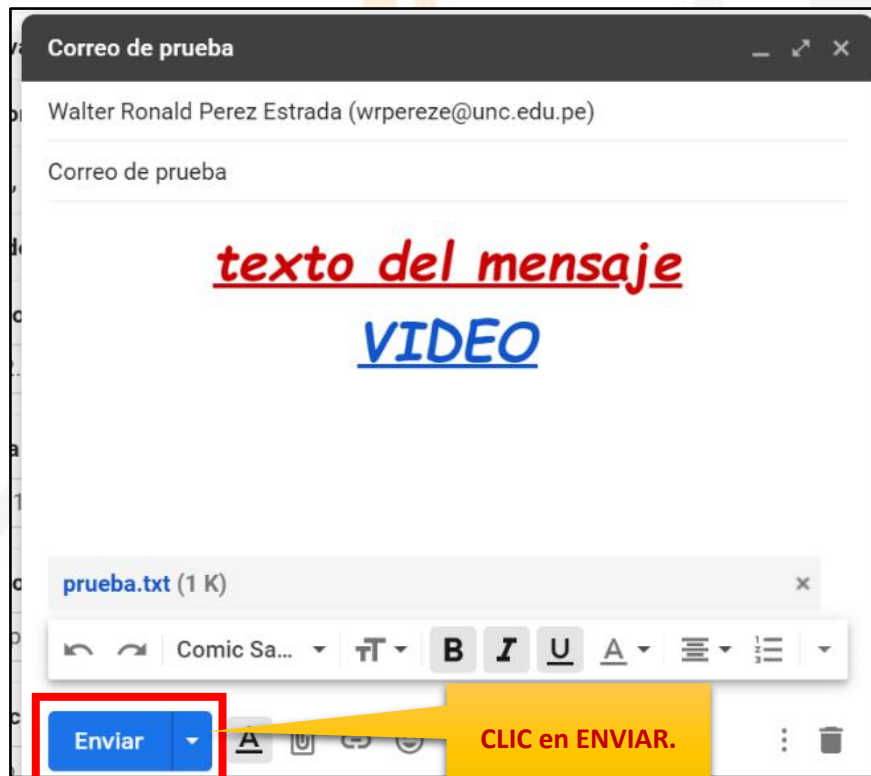 Correo de prueba
Walter Ronald Perez Estrada (wrpereze@unc.edu.pe)
Correo de prueba
texto del mensaje
VIDEO
prueba.txt (1 K)
Comic Sa...
B I U A
Enviar
A
CLIC en ENVIAR.